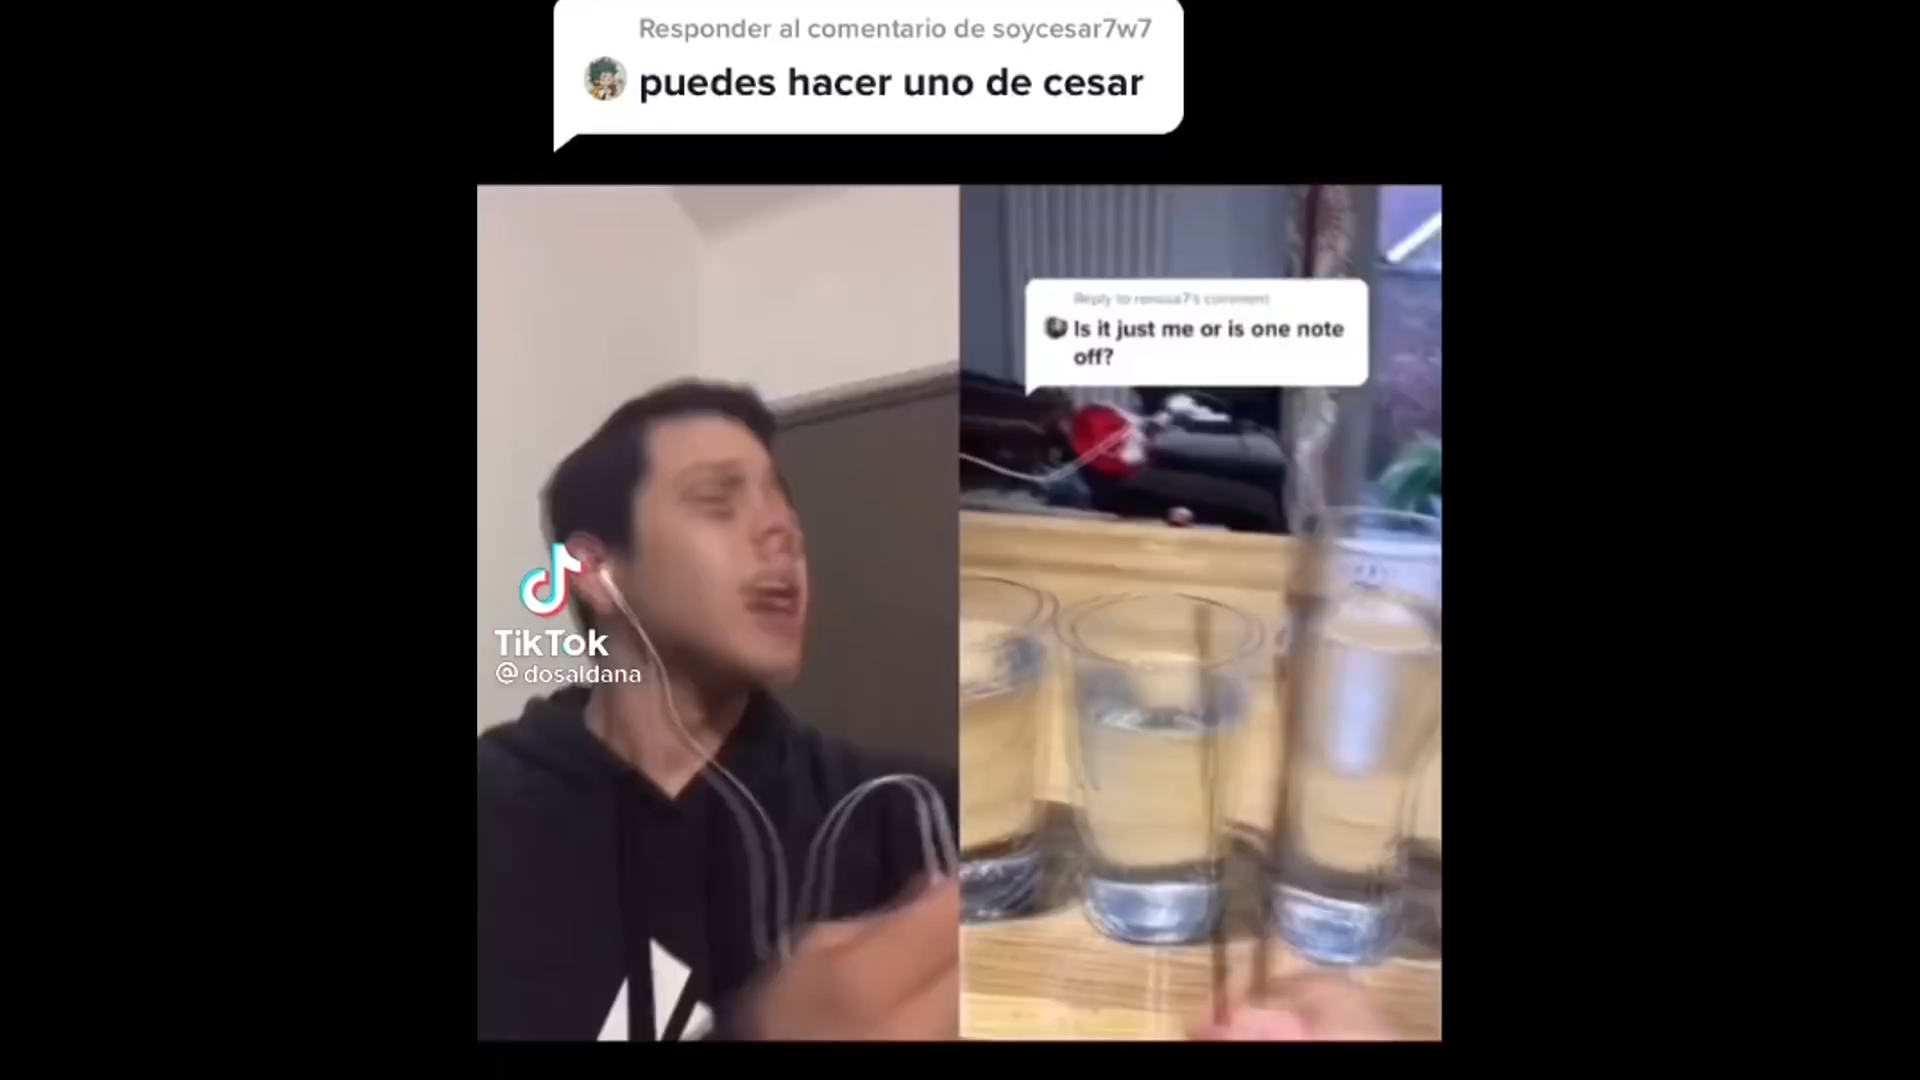 Responder al comentario de soycesar7w7
puedes hacer uno de cesar
Is it just me or is one note
off?
TikTok
@dosaldana